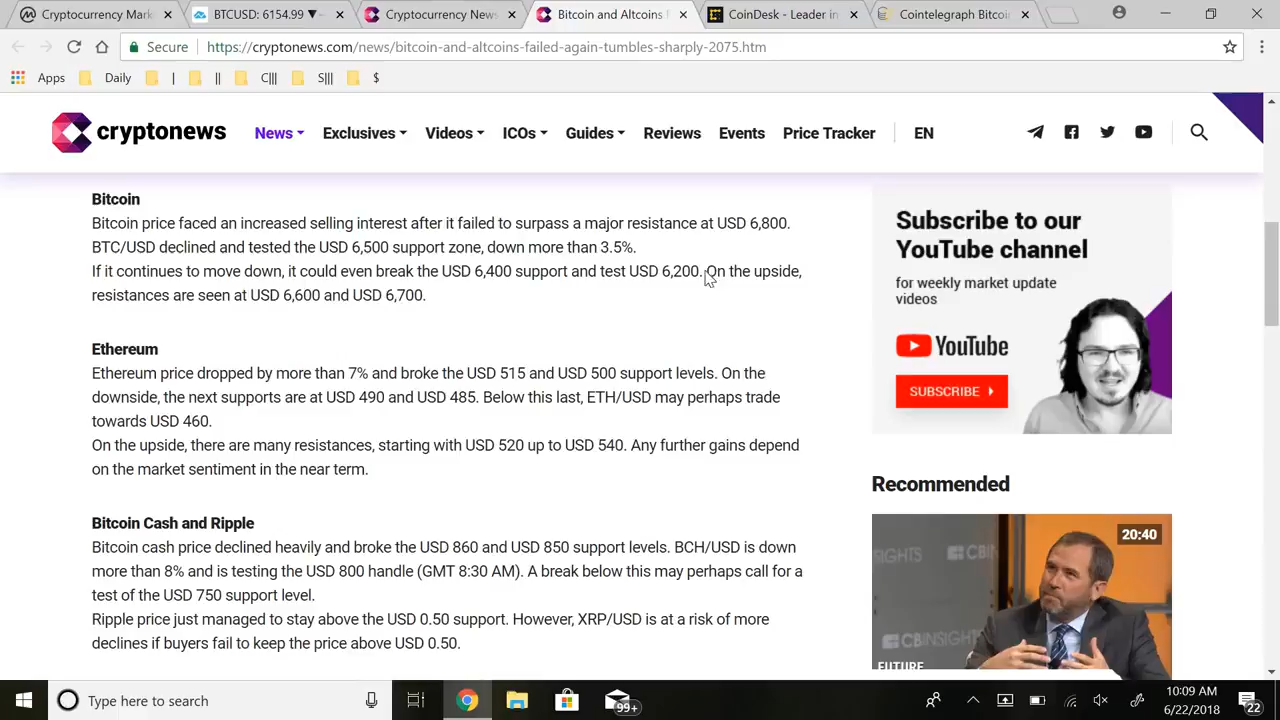 Cryptocurrency Mark
BTCUSD: 6154.99 ▼
Cryptocurrency New
Bitcoin and Altcoins
CoinDesk - Leader in
Cointelegraph Bitcoi
Secure
https://cryptonews.com/news/bitcoin-and-altcoins-failed-again-tumbles-sharply-2075.htm
Apps Daily | || C||| S||| $
cryptonews
News Exclusives Videos ICOs Guides Reviews Events Price Tracker EN
Bitcoin
Bitcoin price faced an increased selling interest after it failed to surpass a major resistance at USD 6,800.
BTC/USD declined and tested the USD 6,500 support zone, down more than 3.5%.
If it continues to move down, it could even break the USD 6,400 support and test USD 6,200. On the upside,
resistances are seen at USD 6,600 and USD 6,700.
Ethereum
Ethereum price dropped by more than 7% and broke the USD 515 and USD 500 support levels. On the
downside, the next supports are at USD 490 and USD 485. Below this last, ETH/USD may perhaps trade
towards USD 460.
On the upside, there are many resistances, starting with USD 520 up to USD 540. Any further gains depend
on the market sentiment in the near term.
Bitcoin Cash and Ripple
Bitcoin cash price declined heavily and broke the USD 860 and USD 850 support levels. BCH/USD is down
more than 8% and is testing the USD 800 handle (GMT 8:30 AM). A break below this may perhaps call for a
test of the USD 750 support level.
Ripple price just managed to stay above the USD 0.50 support. However, XRP/USD is at a risk of more
declines if buyers fail to keep the price above USD 0.50.
Subscribe to our
YouTube channel
for weekly market update
videos
YouTube
SUBSCRIBE
Recommended
20:40
INSIGHTS
CB
CBINSIGHTS
FUTURE
Type here to search
99+
10:09 AM
6/22/2018
22